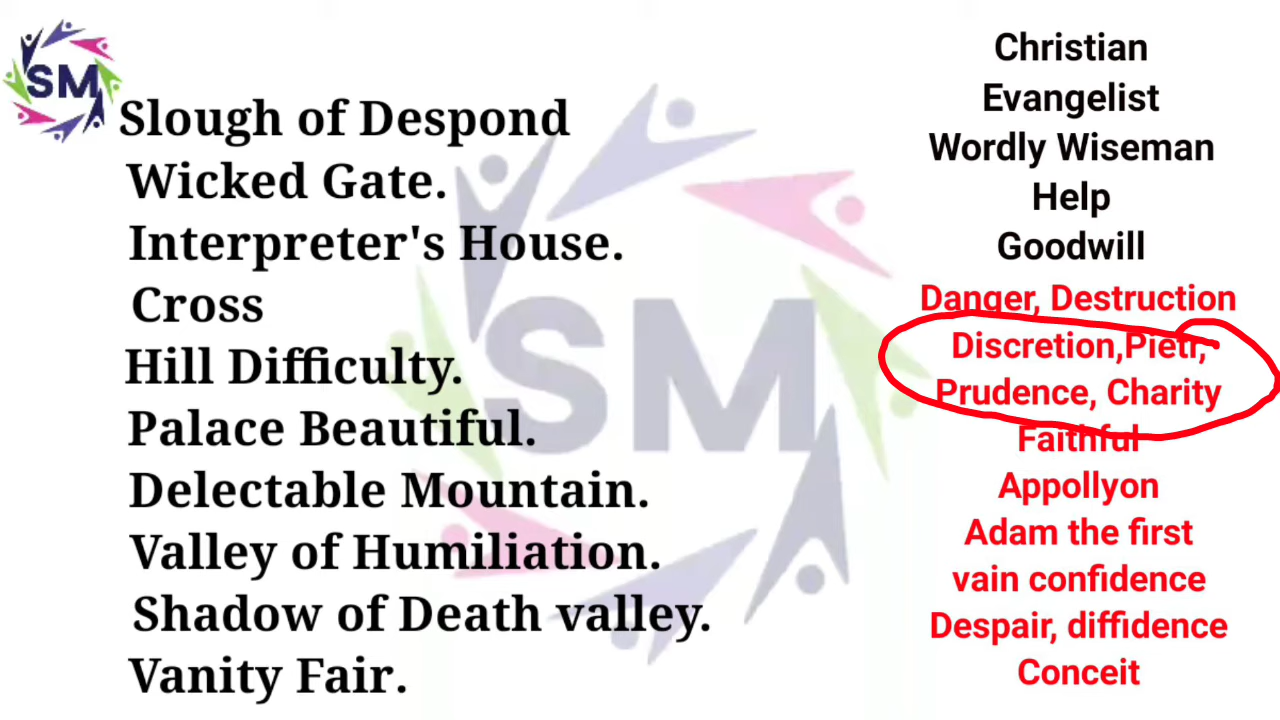 SM
Slough of Despond
Wicked Gate.
Interpreter's House.
Cross
Hill Difficulty.
Palace Beautiful.
Delectable Mountain.
Valley of Humiliation.
Shadow of Death valley.
Vanity Fair.
SM
Christian
Evangelist
Wordly Wiseman
Help
Goodwill
Danger, Destruction
Discretion,Pieti,
Prudence, Charity
Faithful
Appollyon
Adam the first
vain confidence
Despair, diffidence
Conceit